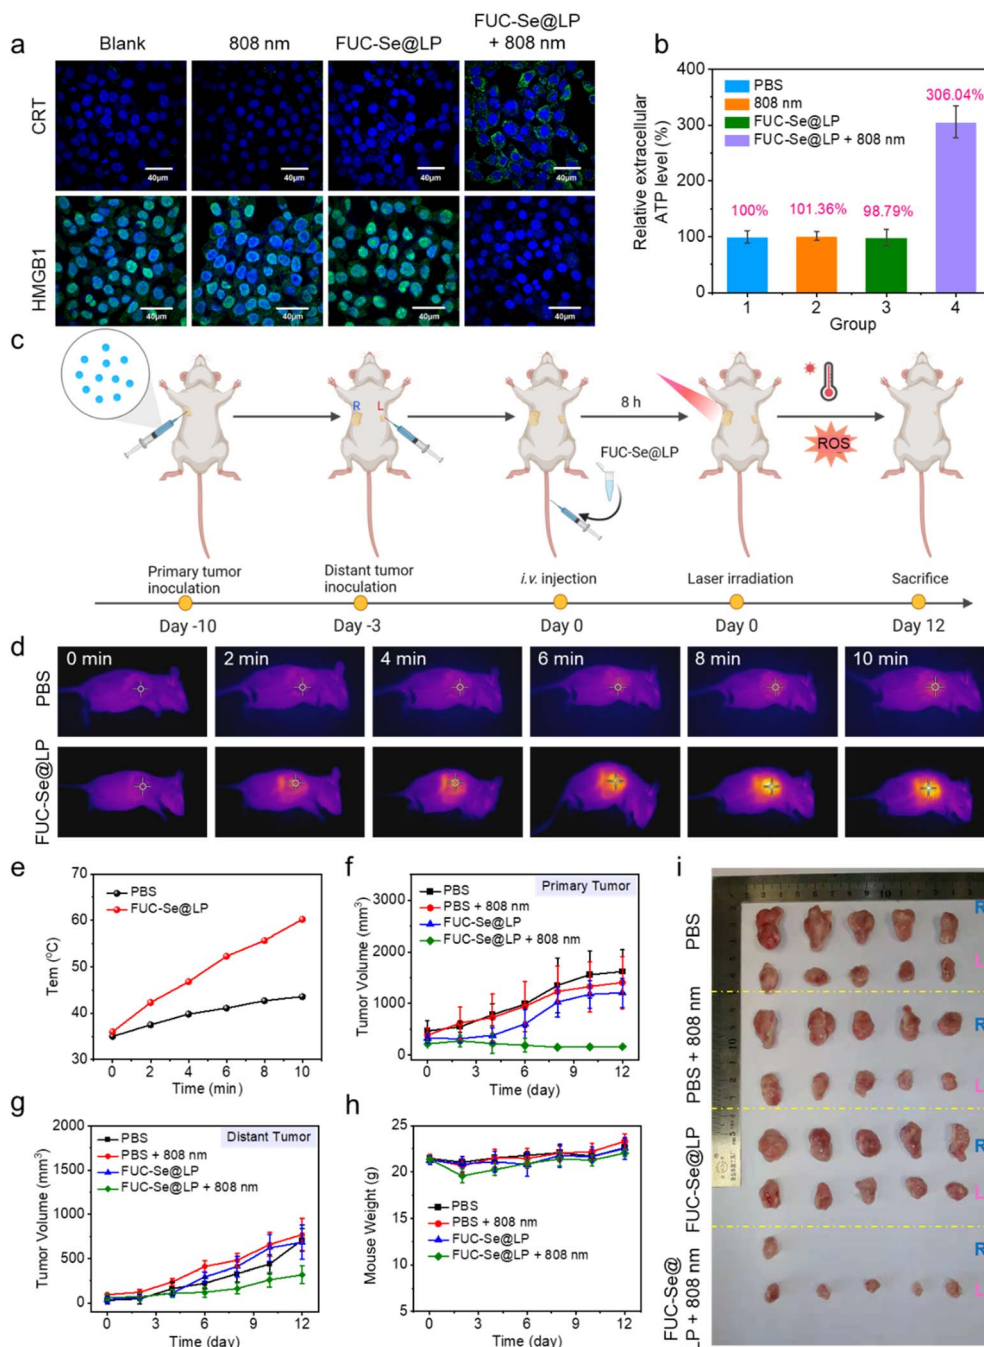 a
Blank
808 nm
FUC-Se@LP
FUC-Se@LP
+ 808 nm
CRT
40μm
40μm
40μm
40μm
HMGB1
40μm
40μm
40μm
40μm
b
Relative extracellular
ATP level (%)
400
300
200
100
0
PBS
808 nm
FUC-Se@LP
FUC-Se@LP + 808 nm
306.04%
100%
101.36%
98.79%
1
2
3
4
Group
c
R
L
8 h
FUC-Se@LP
ROS
Primary tumor
inoculation
Distant tumor
inoculation
i.v. injection
Laser irradiation
Sacrifice
Day -10
Day -3
Day 0
Day 0
Day 12
d
0 min
2 min
4 min
6 min
8 min
10 min
PBS
FUC-Se@LP
e
Tem (°C)
70
60
50
40
30
PBS
FUC-Se@LP
0
2
4
6
8
10
Time (min)
f
Tumor Volume (mm³)
3000
2000
1000
0
PBS
PBS + 808 nm
FUC-Se@LP
FUC-Se@LP + 808 nm
Primary Tumor
0
3
6
9
12
Time (day)
g
Tumor Volume (mm³)
2000
1500
1000
500
0
PBS
PBS + 808 nm
FUC-Se@LP
FUC-Se@LP + 808 nm
Distant Tumor
0
3
6
9
12
Time (day)
h
Mouse Weight (g)
25
20
15
10
5
PBS
PBS + 808 nm
FUC-Se@LP
FUC-Se@LP + 808 nm
0
3
6
9
12
Time (day)
i
PBS
R
L
PBS + 808 nm
R
L
FUC-Se@LP
R
L
FUC-Se@
LP + 808 nm
R
L